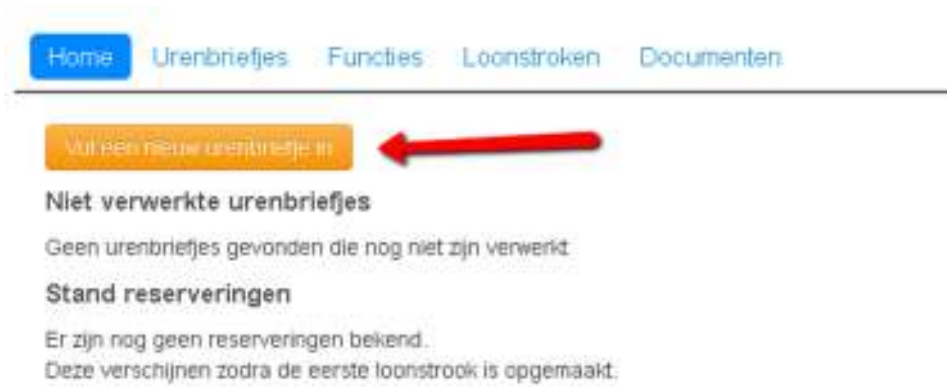 Home Urenbriefjes Functies Loonstroken Documenten
Vul een nieuw urenbriefje in
Niet verwerkte urenbriefjes
Geen urenbriefjes gevonden die nog niet zijn verwerkt
Stand reserveringen
Er zijn nog geen reserveringen bekend.
Deze verschijnen zodra de eerste loonstrook is opgemaakt.